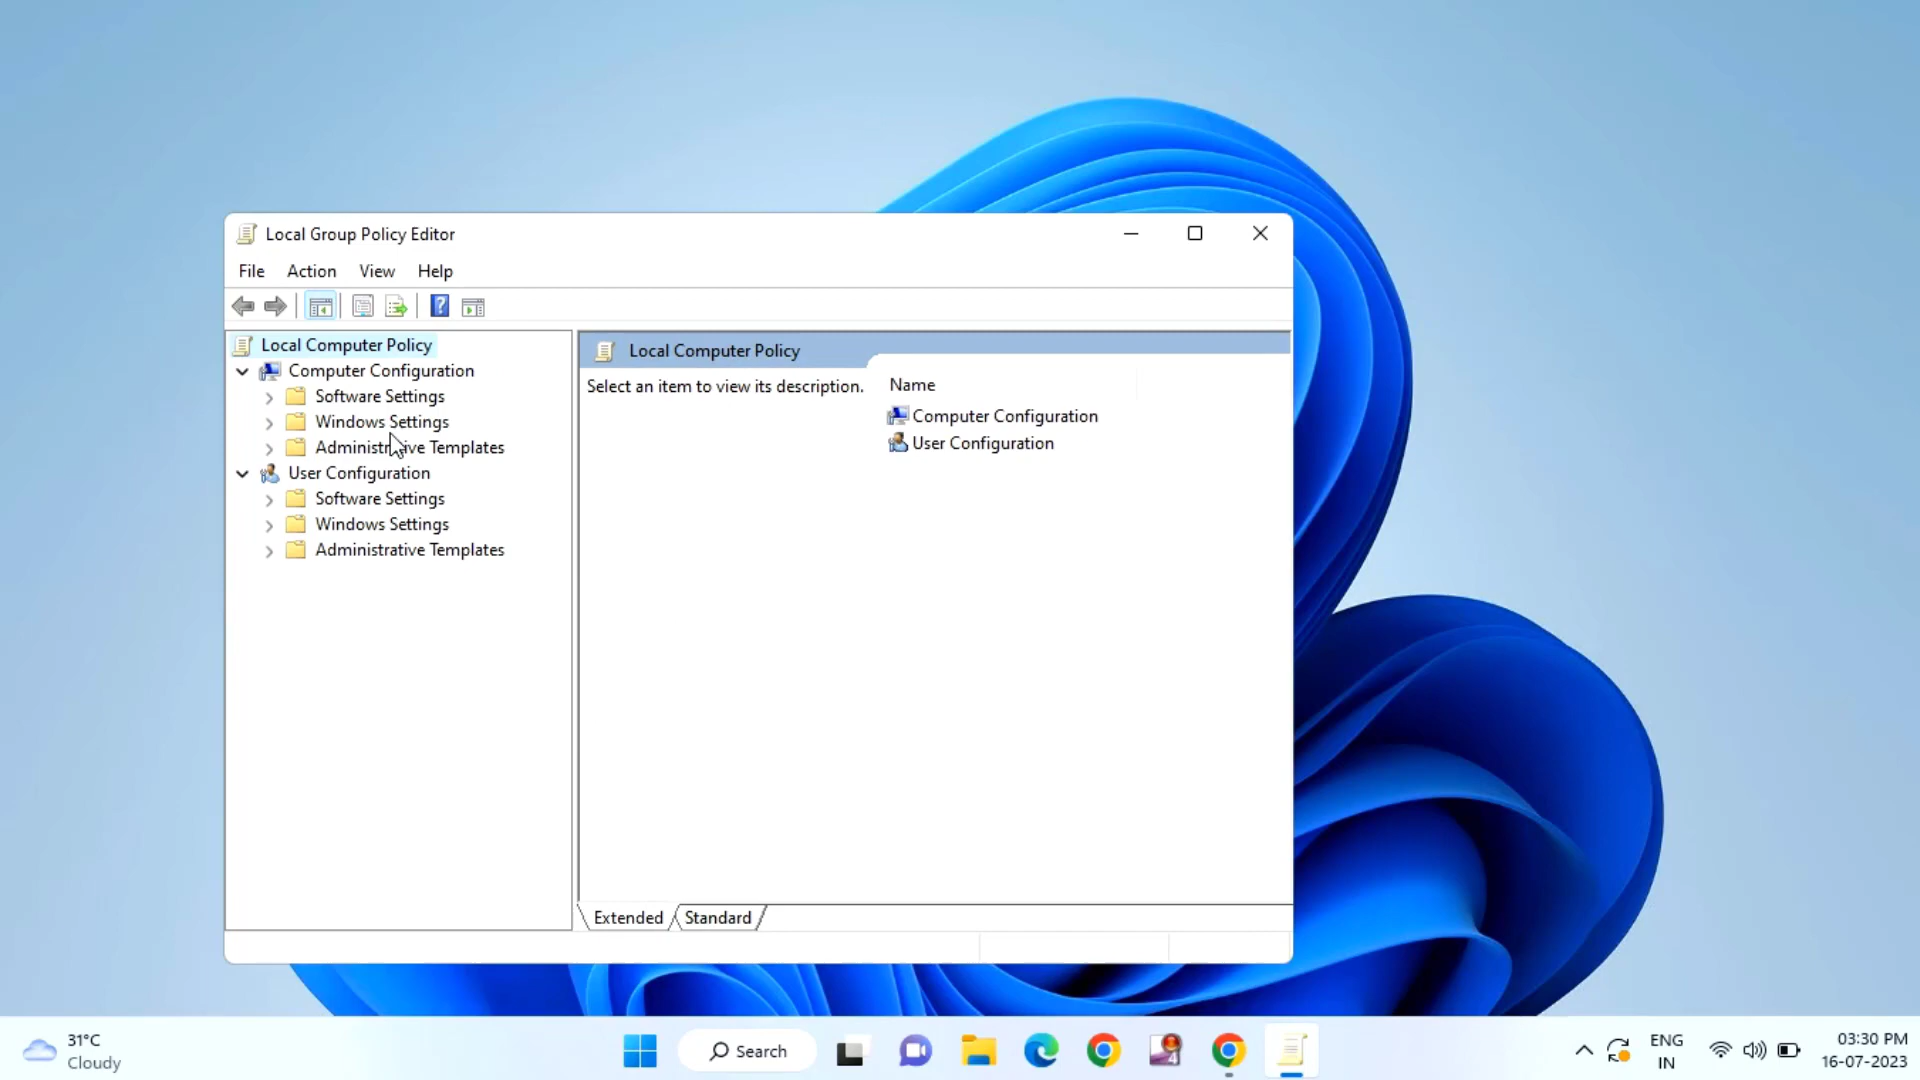 Local Group Policy Editor
File Action View Help
Local Computer Policy
Computer Configuration
Software Settings
Windows Settings
Administrative Templates
User Configuration
Software Settings
Windows Settings
Administrative Templates
Local Computer Policy
Select an item to view its description.
Name
Computer Configuration
User Configuration
Extended Standard
31°C
Cloudy
Search
4
ENG
IN
03:30 PM
16-07-2023